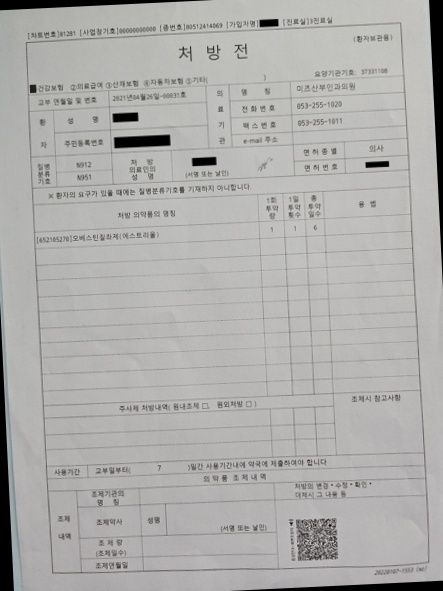 [차트번호]81281 [사업장기호]00000000000 [증번호]80512414069 [가입자명] [진료실]3진료실
처 방 전
(환자보관용)
건강보험 ②의료급여 ③산재보험 ④자동차보험 ⑤기타( )
요양기관기호: 37331108
교부 연월일 및 번호 2021년04월26일-00031호
의료기관
명 칭 미즈산부인과의원
전화번호 053-255-1020
팩스번호 053-255-1011
e-mail 주소
환자
성 명
주민등록번호
질병분류기호
N912
N951
처 방 의료인의 성 명
(서명 또는 날인)
면허종별 의사
면허번호
※ 환자의 요구가 있을 때에는 질병분류기호를 기재하지 아니합니다.
처방 의약품의 명칭
1회 투약량
1일 투약횟수
총 투약일수
용 법
[652105270]오베스틴질좌제(에스트리올) 1 1 6
주사제 처방내역( 원내조제 □, 원외처방 □ )
조제시 참고사항
사용기간 교부일부터( 7 )일간 사용기간내에 약국에 제출하여야 합니다
의 약 품 조 제 내 역
조제내역
조제기관의 명 칭
처방의 변경・수정・확인・
대체시 그 내용 등
조제약사 성명 (서명 또는 날인)
조 제 량
(조제일수)
조제연월일